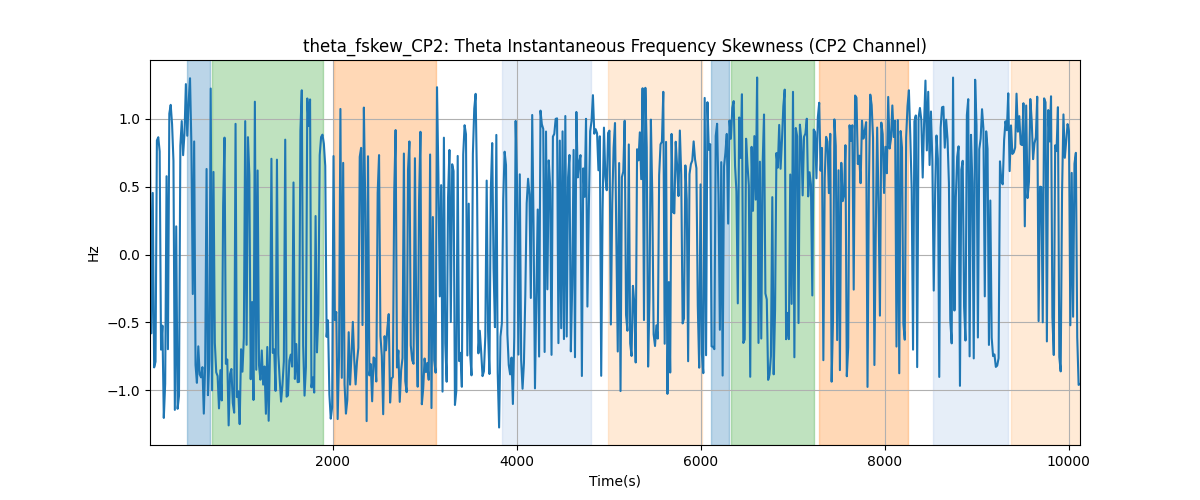 theta_fskew_CP2: Theta Instantaneous Frequency Skewness (CP2 Channel)
1.0
0.5
0.0
−0.5
−1.0
Hz
2000 4000 6000 8000 10000
Time(s)